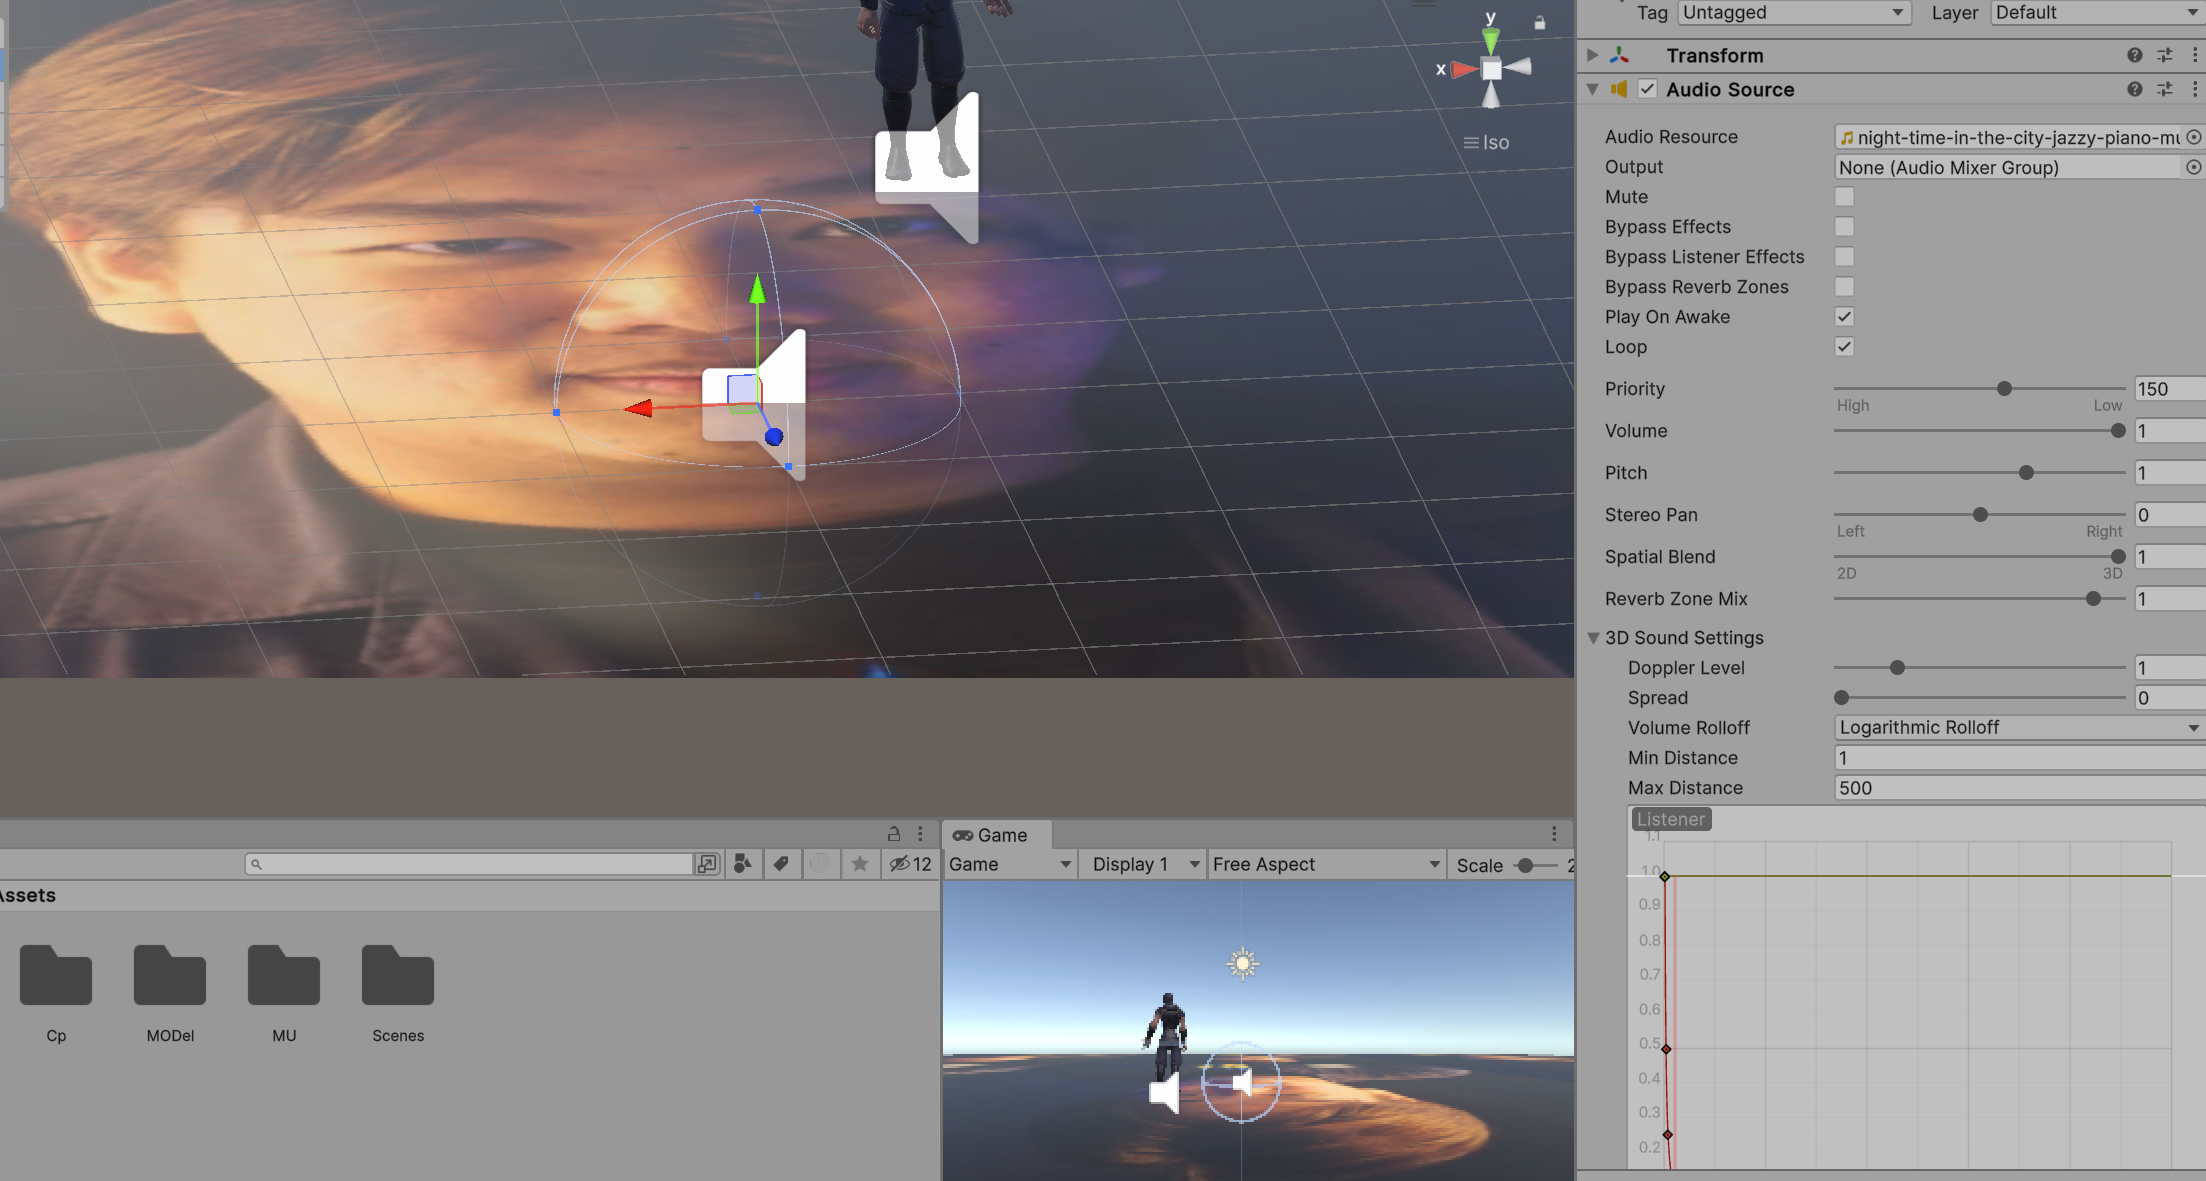 y
x
Iso
Tag Untagged Layer Default
Transform
Audio Source
Audio Resource night-time-in-the-city-jazzy-piano-mu
Output None (Audio Mixer Group)
Mute
Bypass Effects
Bypass Listener Effects
Bypass Reverb Zones
Play On Awake
Loop
Priority 150
High Low
Volume 1
Pitch 1
Stereo Pan 0
Left Right
Spatial Blend 1
2D 3D
Reverb Zone Mix 1
3D Sound Settings
Doppler Level 1
Spread 0
Volume Rolloff Logarithmic Rolloff
Min Distance 1
Max Distance 500
Listener
1.1
1.0
0.9
0.8
0.7
0.6
0.5
0.4
0.3
0.2
12
Assets
Cp MODel MU Scenes
Game
Game Display 1 Free Aspect Scale 2